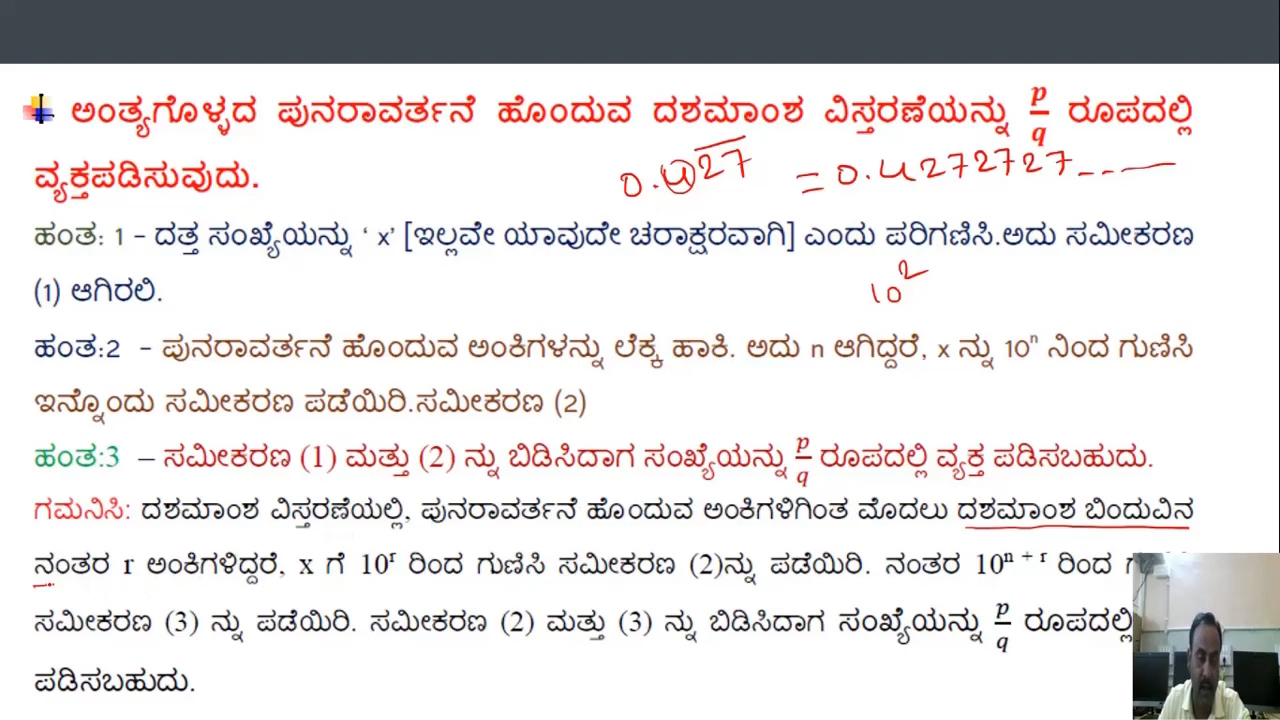 ಅಂತ್ಯಗೊಳ್ಳದ ಪುನರಾವರ್ತನೆ ಹೊಂದುವ ದಶಮಾಂಶ ವಿಸ್ತರಣೆಯನ್ನು p/q ರೂಪದಲ್ಲಿ
ವ್ಯಕ್ತಪಡಿಸುವುದು.
0.4\overline{27} = 0.4272727.....
ಹಂತ: 1 – ದತ್ತ ಸಂಖ್ಯೆಯನ್ನು ‘ x’ [ಇಲ್ಲವೇ ಯಾವುದೇ ಚರಾಕ್ಷರವಾಗಿ] ಎಂದು ಪರಿಗಣಿಸಿ.ಅದು ಸಮೀಕರಣ
(1) ಆಗಿರಲಿ.
10²
ಹಂತ:2 – ಪುನರಾವರ್ತನೆ ಹೊಂದುವ ಅಂಕಿಗಳನ್ನು ಲೆಕ್ಕ ಹಾಕಿ. ಅದು n ಆಗಿದ್ದರೆ, x ನ್ನು 10ⁿ ನಿಂದ ಗುಣಿಸಿ
ಇನ್ನೊಂದು ಸಮೀಕರಣ ಪಡೆಯಿರಿ.ಸಮೀಕರಣ (2)
ಹಂತ:3 – ಸಮೀಕರಣ (1) ಮತ್ತು (2) ನ್ನು ಬಿಡಿಸಿದಾಗ ಸಂಖ್ಯೆಯನ್ನು p/q ರೂಪದಲ್ಲಿ ವ್ಯಕ್ತ ಪಡಿಸಬಹುದು.
ಗಮನಿಸಿ: ದಶಮಾಂಶ ವಿಸ್ತರಣೆಯಲ್ಲಿ, ಪುನರಾವರ್ತನೆ ಹೊಂದುವ ಅಂಕಿಗಳಿಗಿಂತ ಮೊದಲು ದಶಮಾಂಶ ಬಿಂದುವಿನ
ನಂತರ r ಅಂಕಿಗಳಿದ್ದರೆ, x ಗೆ 10ʳ ರಿಂದ ಗುಣಿಸಿ ಸಮೀಕರಣ (2)ನ್ನು ಪಡೆಯಿರಿ. ನಂತರ 10ⁿ ⁺ ʳ ರಿಂದ
ಸಮೀಕರಣ (3) ನ್ನು ಪಡೆಯಿರಿ. ಸಮೀಕರಣ (2) ಮತ್ತು (3) ನ್ನು ಬಿಡಿಸಿದಾಗ ಸಂಖ್ಯೆಯನ್ನು p/q ರೂಪದಲ್ಲಿ
ಪಡಿಸಬಹುದು.